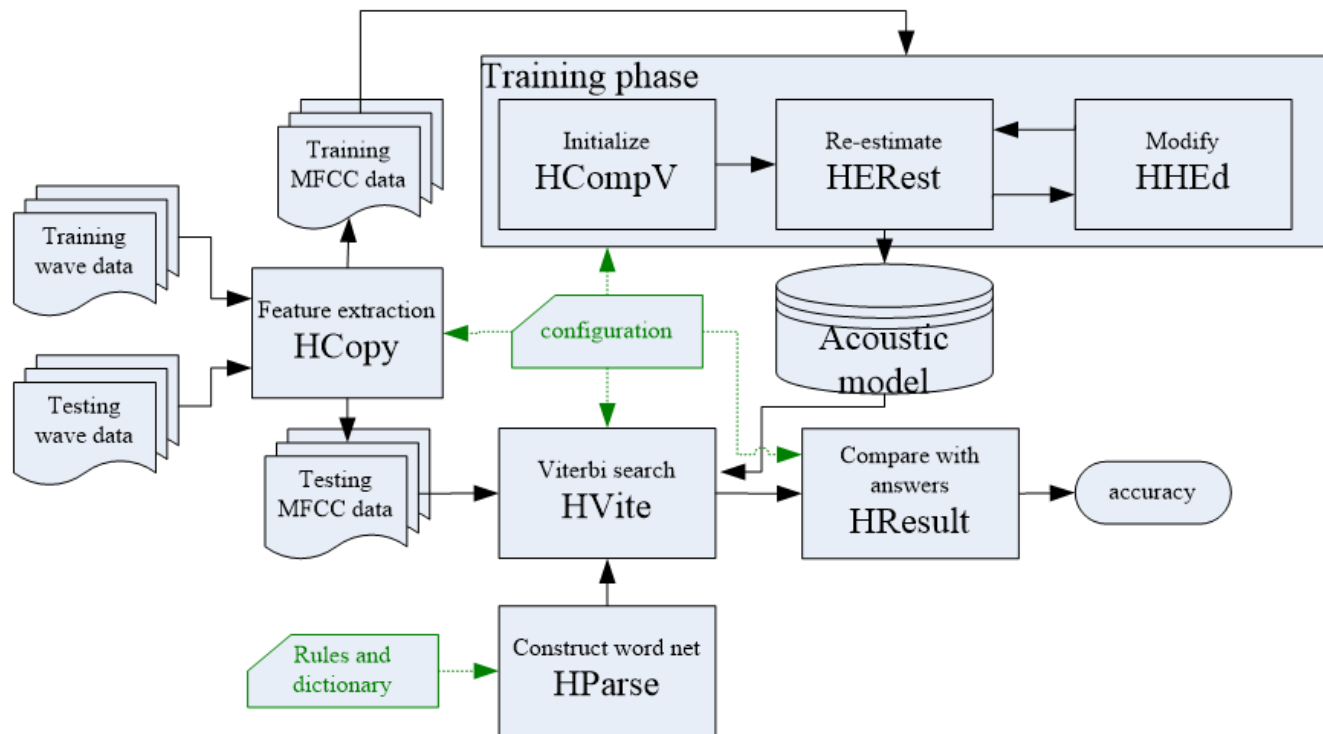 Training phase
Initialize
HCompV
Re-estimate
HERest
Modify
HHEd
Training
MFCC data
Training
wave data
Feature extraction
HCopy
configuration
Acoustic
model
Testing
wave data
Testing
MFCC data
Viterbi search
HVite
Compare with
answers
HResult
accuracy
Rules and
dictionary
Construct word net
HParse